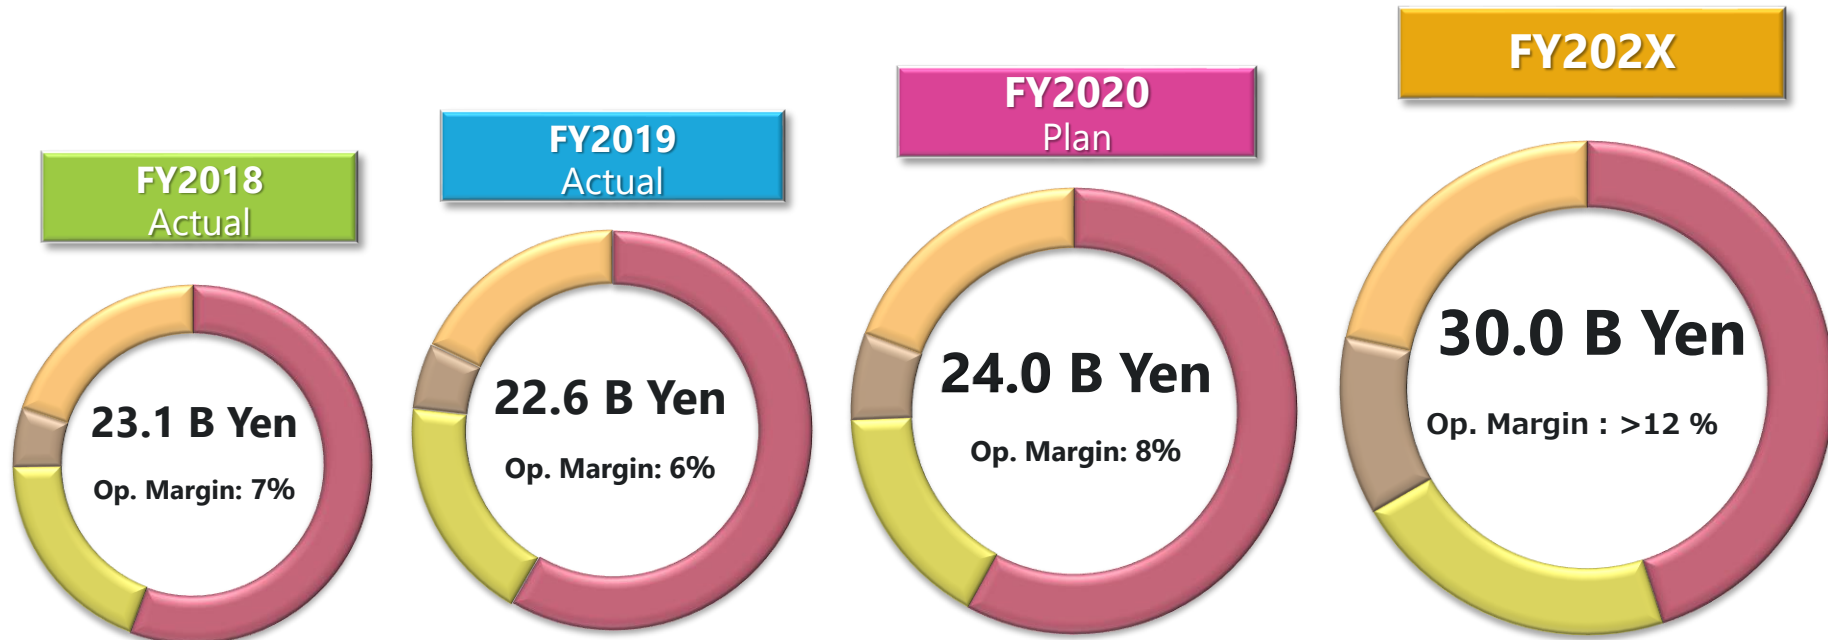 FY2018
Actual
23.1 B Yen
Op. Margin: 7%
FY2019
Actual
22.6 B Yen
Op. Margin: 6%
FY2020
Plan
24.0 B Yen
Op. Margin: 8%
FY202X
30.0 B Yen
Op. Margin : >12 %